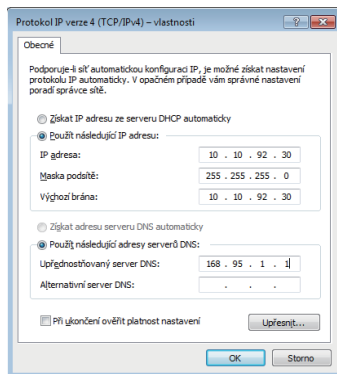 Protokol IP verze 4 (TCP/IPv4) – vlastnosti
Obecné
Podporuje-li síť automatickou konfiguraci IP, je možné získat nastavení
protokolu IP automaticky. V opačném případě vám správné nastavení
poradí správce sítě.
Získat IP adresu ze serveru DHCP automaticky
Použít následující IP adresu:
IP adresa: 10 . 10 . 92 . 30
Maska podsítě: 255 . 255 . 255 . 0
Výchozí brána: 10 . 10 . 92 . 30
Získat adresu serveru DNS automaticky
Použít následující adresy serverů DNS:
Upřednostňovaný server DNS: 168 . 95 . 1 . 1
Alternativní server DNS: . . .
Při ukončení ověřit platnost nastavení
Upřesnit...
OK Storno